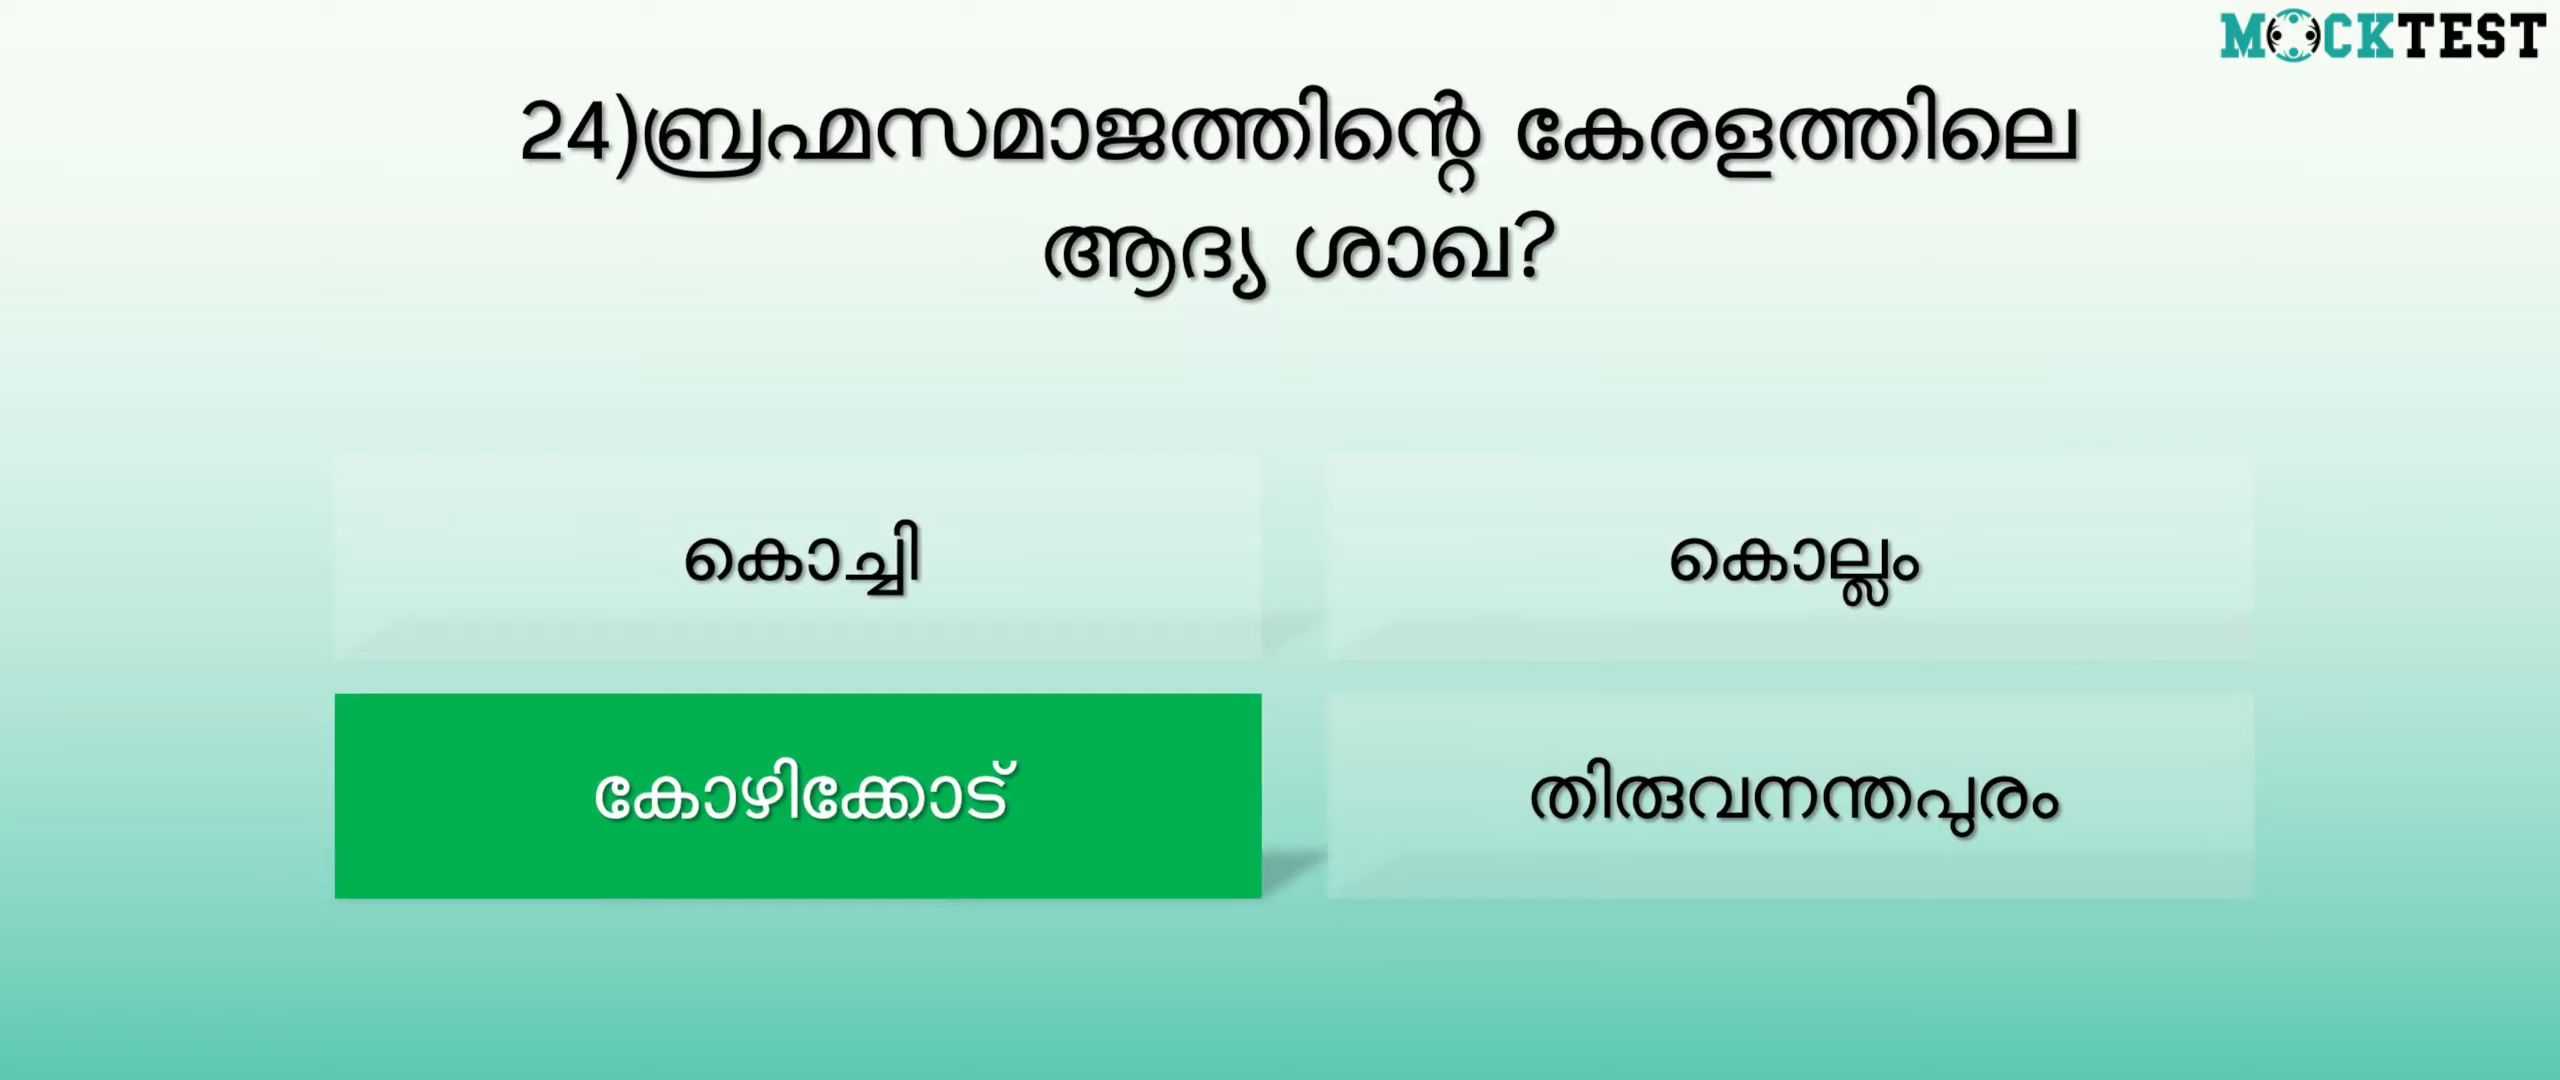 MOCKTEST
24)ബ്രഹ്മസമാജത്തിന്റെ കേരളത്തിലെ
ആദ്യ ശാഖ?
കൊച്ചി
കൊല്ലം
കോഴിക്കോട്
തിരുവനന്തപുരം